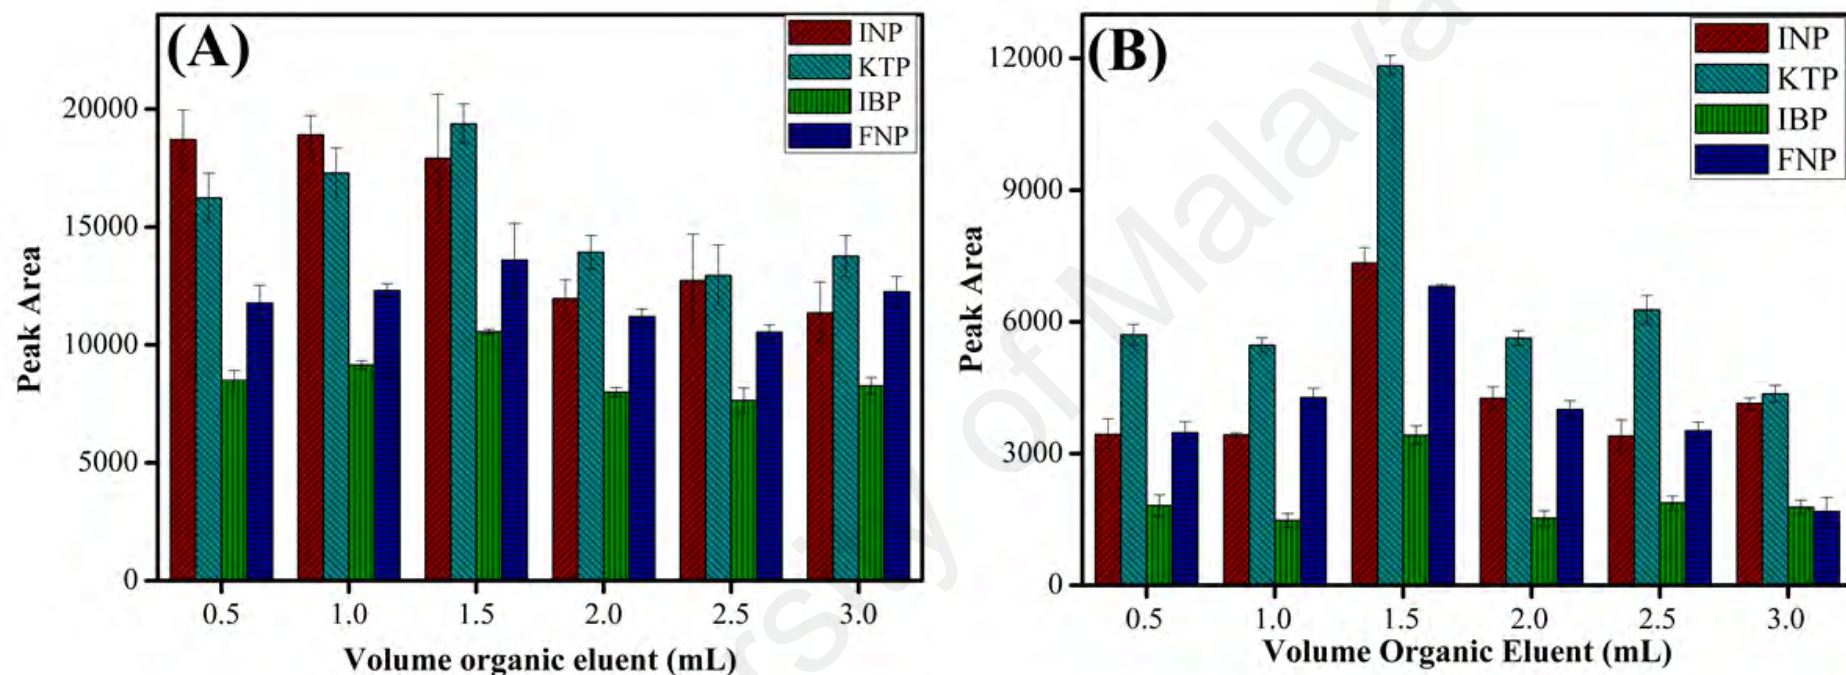 (A)
INP
KTP
IBP
FNP
20000
15000
10000
5000
0
Peak Area
0.5 1.0 1.5 2.0 2.5 3.0
Volume organic eluent (mL)
(B)
INP
KTP
IBP
FNP
12000
9000
6000
3000
0
Peak Area
0.5 1.0 1.5 2.0 2.5 3.0
Volume Organic Eluent (mL)
of Malaya